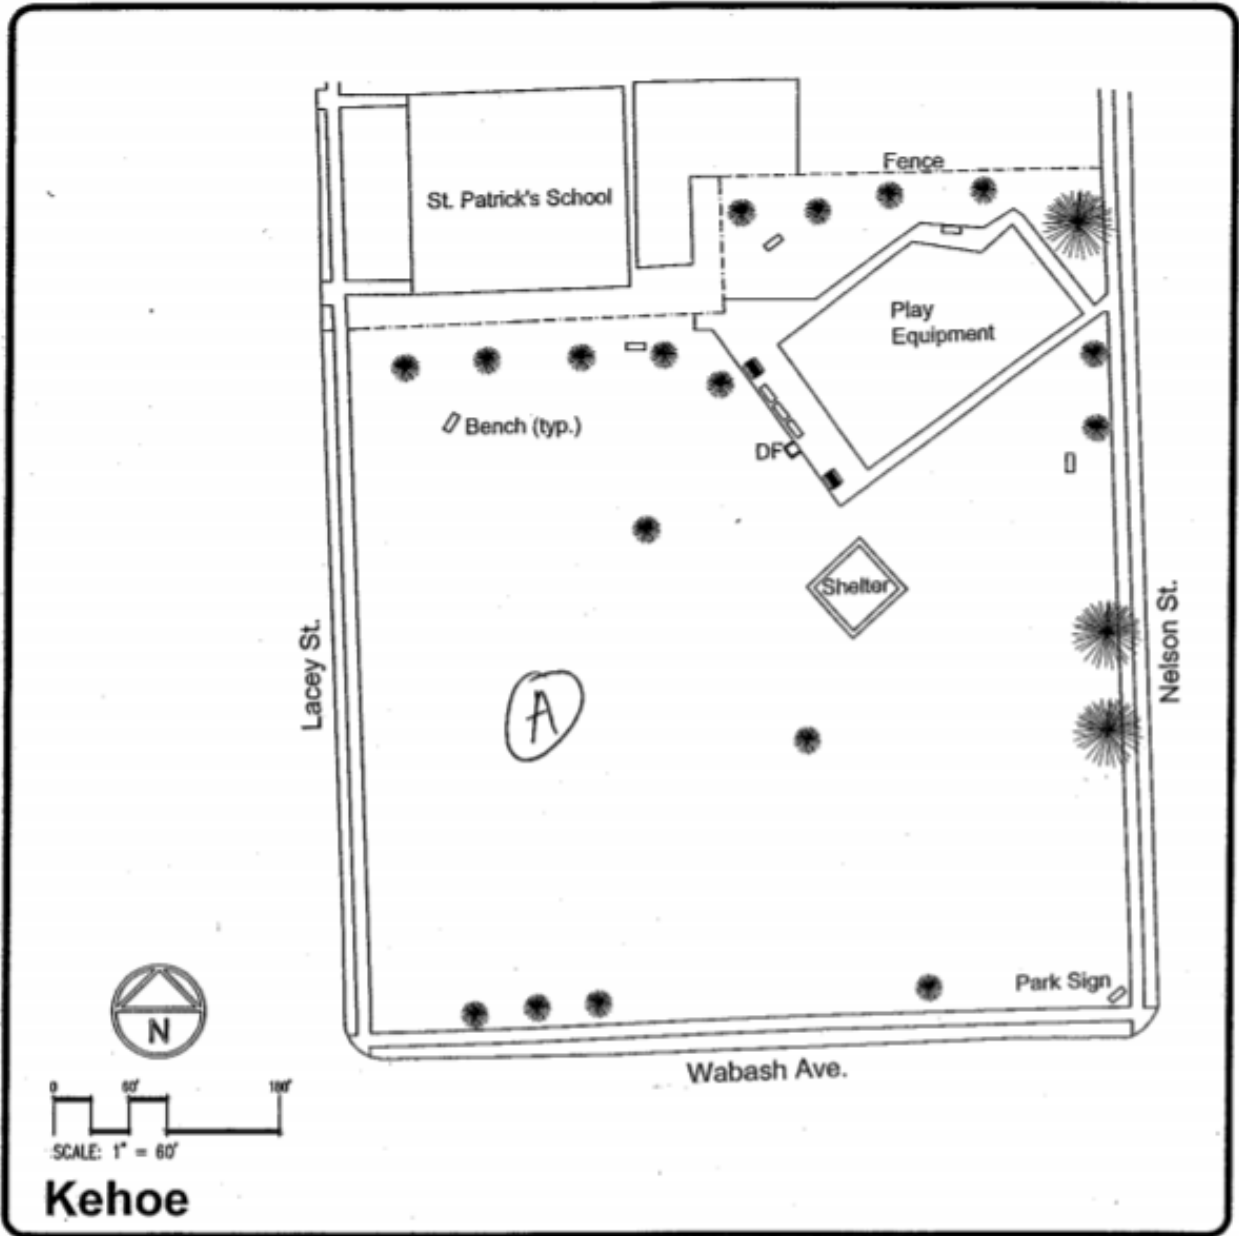 Fence
St. Patrick's School
Play
Equipment
Bench (typ.)
DF
Shelter
Lacey St.
Nelson St.
A
Park Sign
N
Wabash Ave.
0 60' 180'
SCALE: 1" = 60'
Kehoe